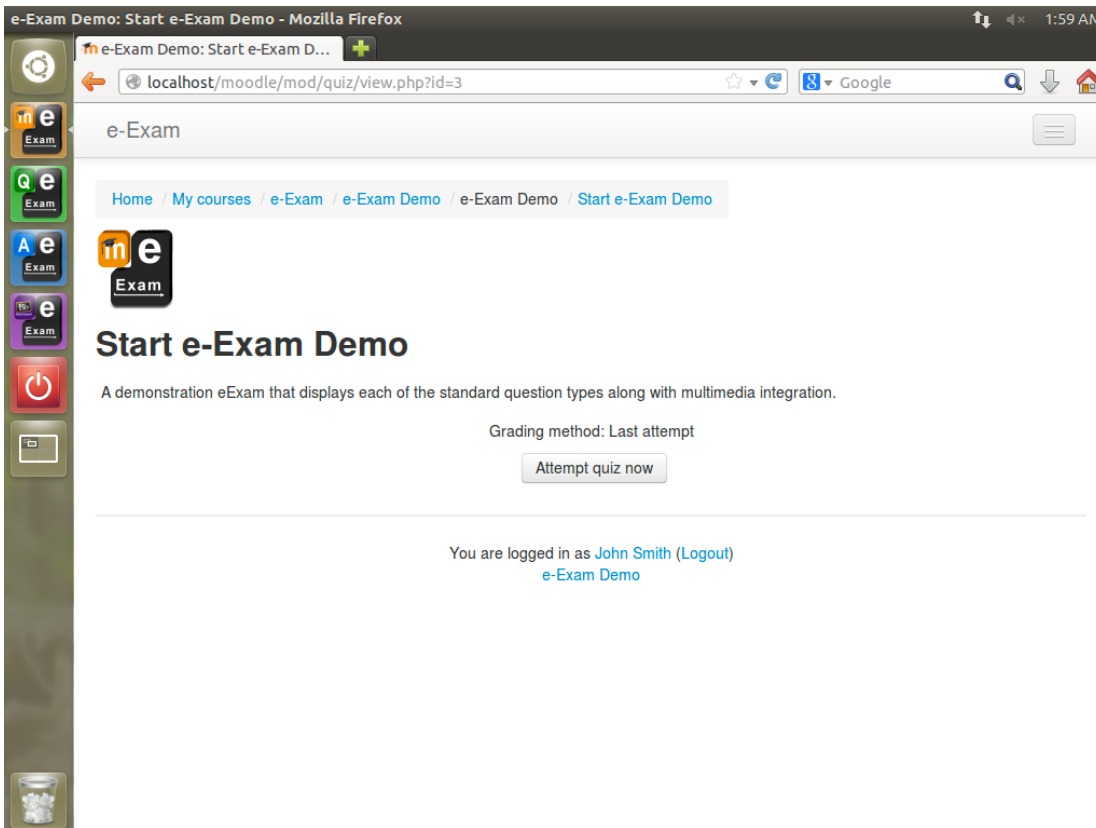 e-Exam Demo: Start e-Exam Demo - Mozilla Firefox
1:59 AM
e-Exam Demo: Start e-Exam D...
localhost/moodle/mod/quiz/view.php?id=3
Google
e-Exam
e Exam
Q e Exam
A e Exam
e Exam
Home / My courses / e-Exam / e-Exam Demo / e-Exam Demo / Start e-Exam Demo
m e
Exam
Start e-Exam Demo
A demonstration eExam that displays each of the standard question types along with multimedia integration.
Grading method: Last attempt
Attempt quiz now
You are logged in as John Smith (Logout)
e-Exam Demo